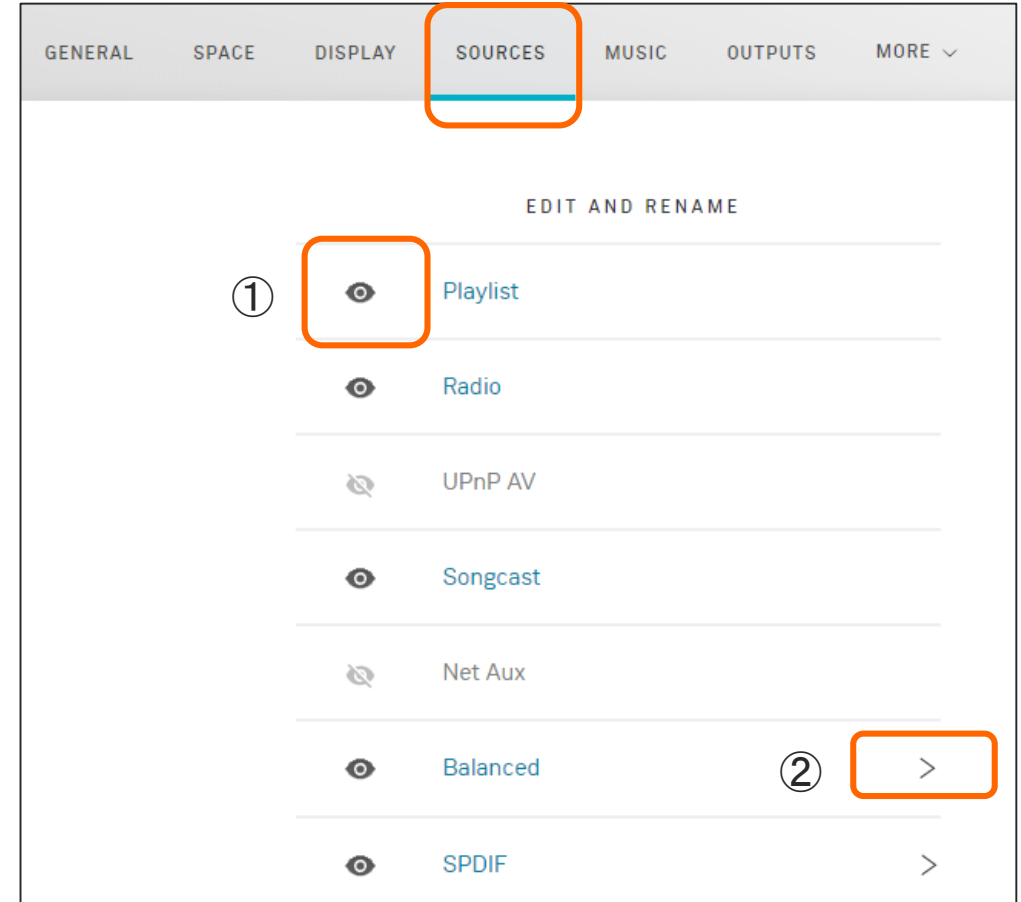 GENERAL SPACE DISPLAY SOURCES MUSIC OUTPUTS MORE
EDIT AND RENAME
① Playlist
Radio
UPnP AV
Songcast
Net Aux
Balanced ② >
SPDIF >